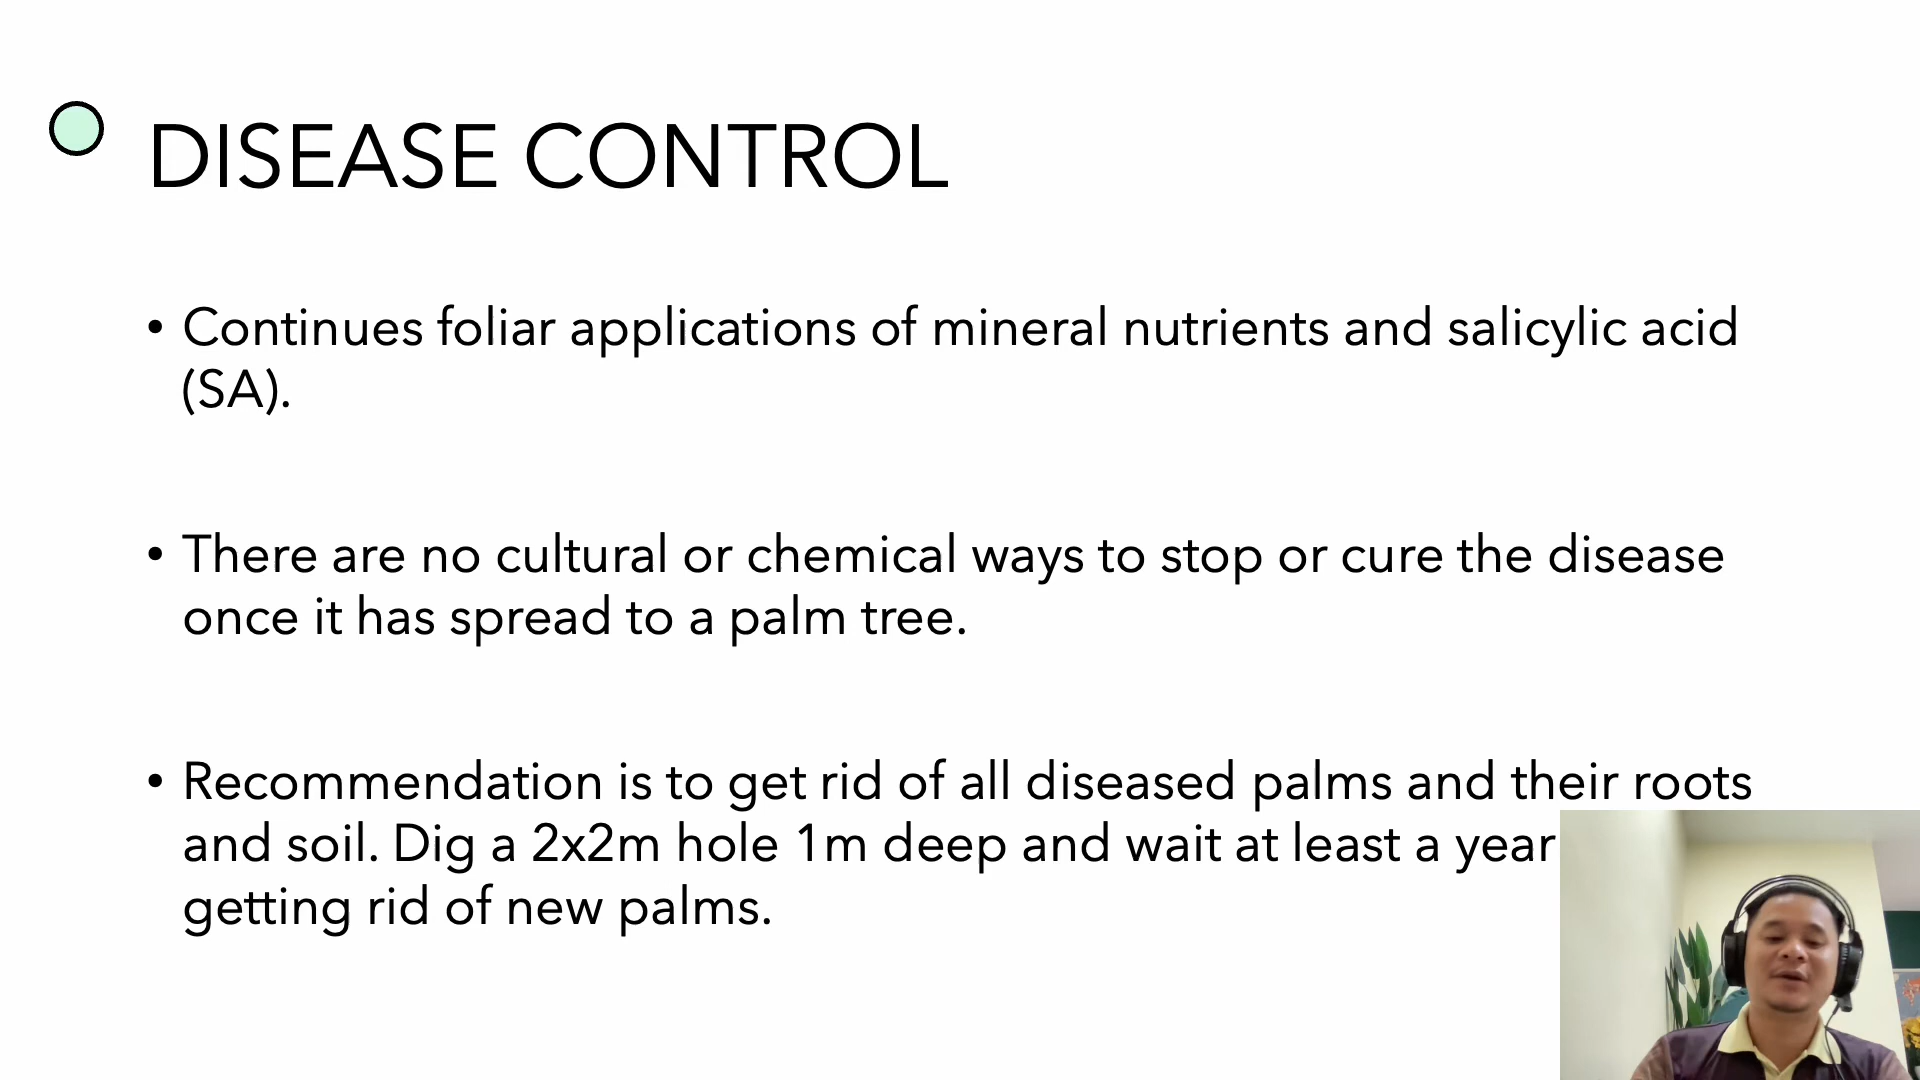 DISEASE CONTROL
• Continues foliar applications of mineral nutrients and salicylic acid
(SA).
• There are no cultural or chemical ways to stop or cure the disease
once it has spread to a palm tree.
• Recommendation is to get rid of all diseased palms and their roots
and soil. Dig a 2x2m hole 1m deep and wait at least a year
getting rid of new palms.